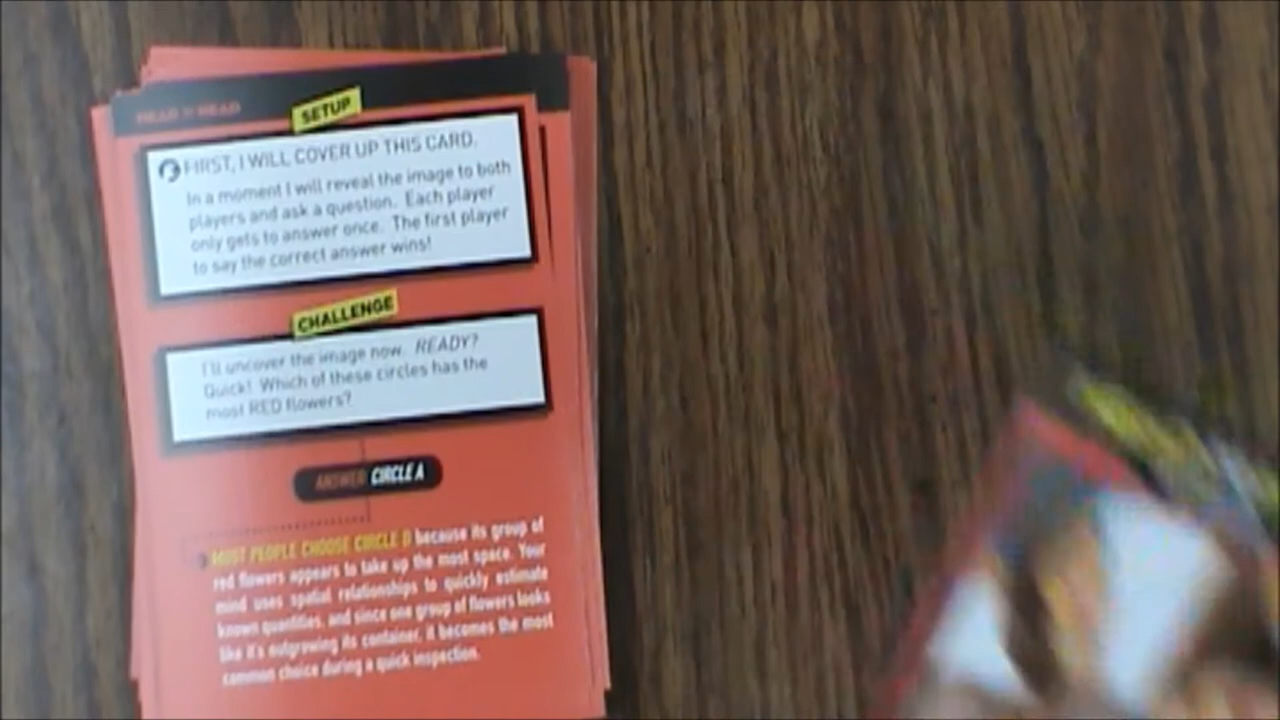 HEAD TO HEAD
SETUP
FIRST, I WILL COVER UP THIS CARD.
In a moment I will reveal the image to both
players and ask a question. Each player
only gets to answer once. The first player
to say the correct answer wins!
CHALLENGE
I'll uncover the image now. READY?
Quick! Which of these circles has the
most RED flowers?
ANSWER: CIRCLE A
because its group of
red flowers appears to take up the most space. Your
mind uses spatial relationships to quickly estimate
known quantities, and since one group of flowers looks
like it's outgrowing its container, it becomes the most
common choice during a quick inspection.